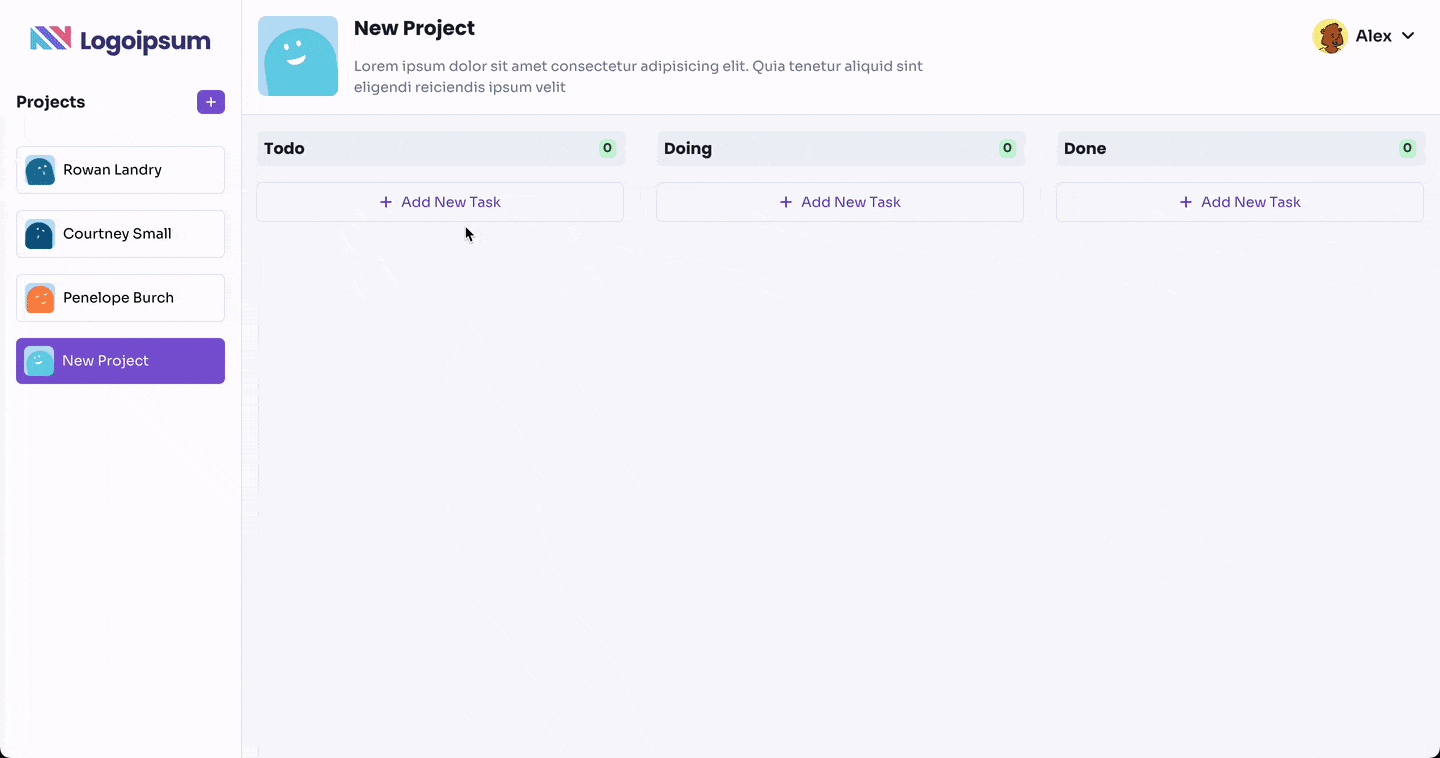 Logoipsum
Projects
+
Rowan Landry
Courtney Small
Penelope Burch
New Project
New Project
Lorem ipsum dolor sit amet consectetur adipisicing elit. Quia tenetur aliquid sint
eligendi reiciendis ipsum velit
Alex
Todo 0
+ Add New Task
Doing 0
+ Add New Task
Done 0
+ Add New Task